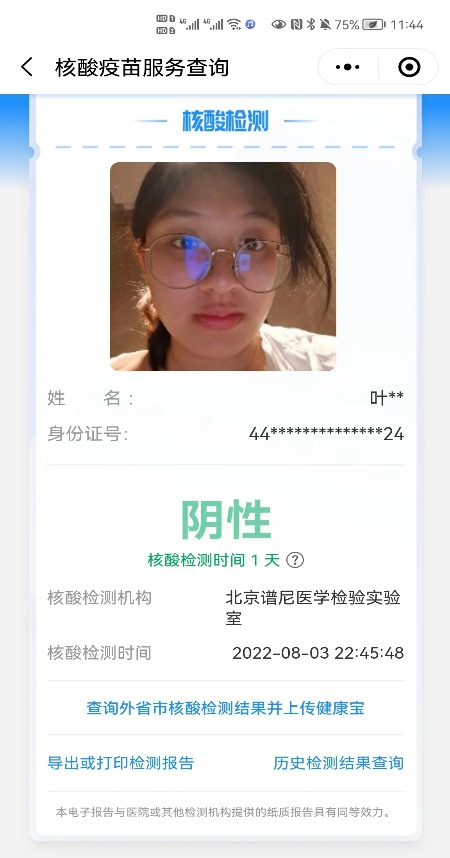 HD 1 HD 2 4G 4G 75% 11:44
核酸疫苗服务查询
核酸检测
姓 名： 叶**
身份证号： 44**************24
阴性
核酸检测时间 1 天 ?
核酸检测机构 北京谱尼医学检验实验
室
核酸检测时间 2022-08-03 22:45:48
查询外省市核酸检测结果并上传健康宝
导出或打印检测报告 历史检测结果查询
本电子报告与医院或其他检测机构提供的纸质报告具有同等效力。